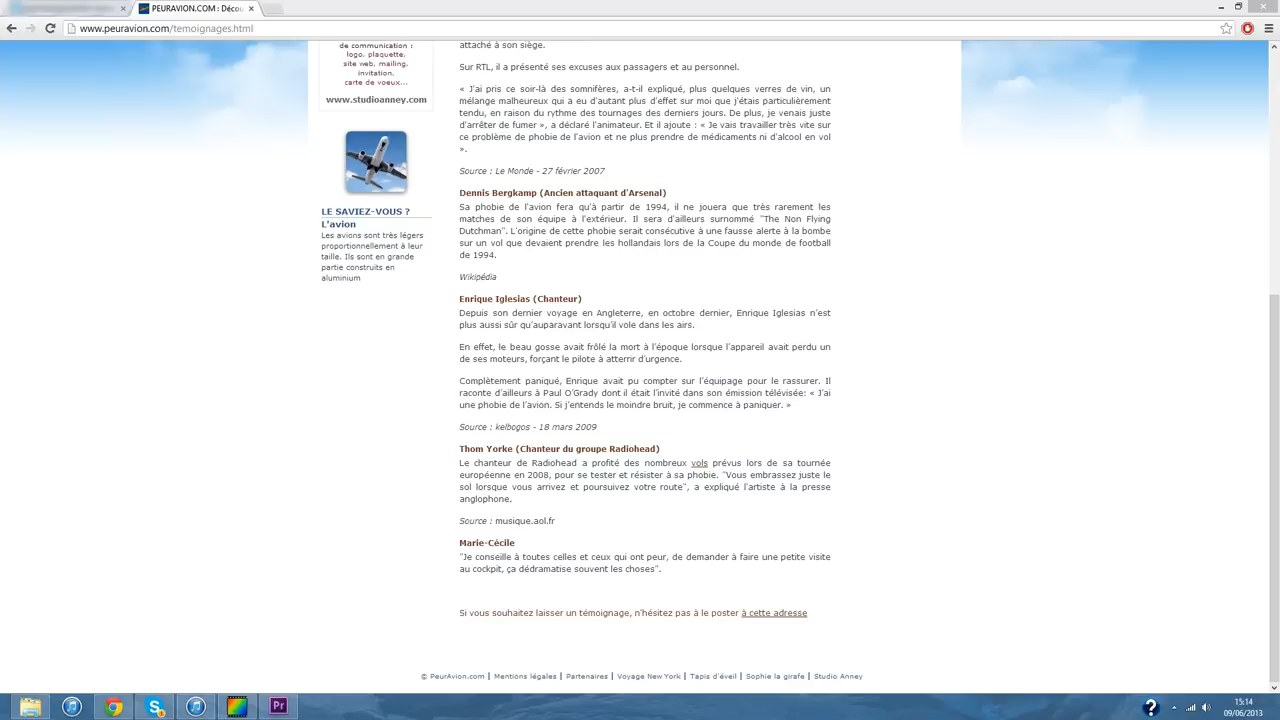 PEURAVION.COM : Décou
www.peuravion.com/temoignages.html
de communication :
logo, plaquette,
site web, mailing,
invitation,
carte de voeux...
www.studioanney.com
LE SAVIEZ-VOUS ?
L'avion
Les avions sont très légers
proportionnellement à leur
taille. Ils sont en grande
partie construits en
aluminium
attaché à son siège.
Sur RTL, il a présenté ses excuses aux passagers et au personnel.
« J'ai pris ce soir-là des somnifères, a-t-il expliqué, plus quelques verres de vin, un
mélange malheureux qui a eu d'autant plus d'effet sur moi que j'étais particulièrement
tendu, en raison du rythme des tournages des derniers jours. De plus, je venais juste
d'arrêter de fumer », a déclaré l'animateur. Et il ajoute : « Je vais travailler très vite sur
ce problème de phobie de l'avion et ne plus prendre de médicaments ni d'alcool en vol
».
Source : Le Monde - 27 février 2007
Dennis Bergkamp (Ancien attaquant d'Arsenal)
Sa phobie de l'avion fera qu'à partir de 1994, il ne jouera que très rarement les
matches de son équipe à l'extérieur. Il sera d'ailleurs surnommé "The Non Flying
Dutchman". L'origine de cette phobie serait consécutive à une fausse alerte à la bombe
sur un vol que devaient prendre les hollandais lors de la Coupe du monde de football
de 1994.
Wikipédia
Enrique Iglesias (Chanteur)
Depuis son dernier voyage en Angleterre, en octobre dernier, Enrique Iglesias n'est
plus aussi sûr qu'auparavant lorsqu'il vole dans les airs.
En effet, le beau gosse avait frôlé la mort à l'époque lorsque l'appareil avait perdu un
de ses moteurs, forçant le pilote à atterrir d'urgence.
Complètement paniqué, Enrique avait pu compter sur l'équipage pour le rassurer. Il
raconte d'ailleurs à Paul O'Grady dont il était l'invité dans son émission télévisée: « J'ai
une phobie de l'avion. Si j'entends le moindre bruit, je commence à paniquer. »
Source : kelbogos - 18 mars 2009
Thom Yorke (Chanteur du groupe Radiohead)
Le chanteur de Radiohead a profité des nombreux vols prévus lors de sa tournée
européenne en 2008, pour se tester et résister à sa phobie. "Vous embrassez juste le
sol lorsque vous arrivez et poursuivez votre route", a expliqué l'artiste à la presse
anglophone.
Source : musique.aol.fr
Marie-Cécile
"Je conseille à toutes celles et ceux qui ont peur, de demander à faire une petite visite
au cockpit, ça dédramatise souvent les choses".
Si vous souhaitez laisser un témoignage, n'hésitez pas à le poster à cette adresse
© PeurAvion.com | Mentions légales | Partenaires | Voyage New York | Tapis d'éveil | Sophie la girafe | Studio Anney
Pr
15:14
09/06/2013